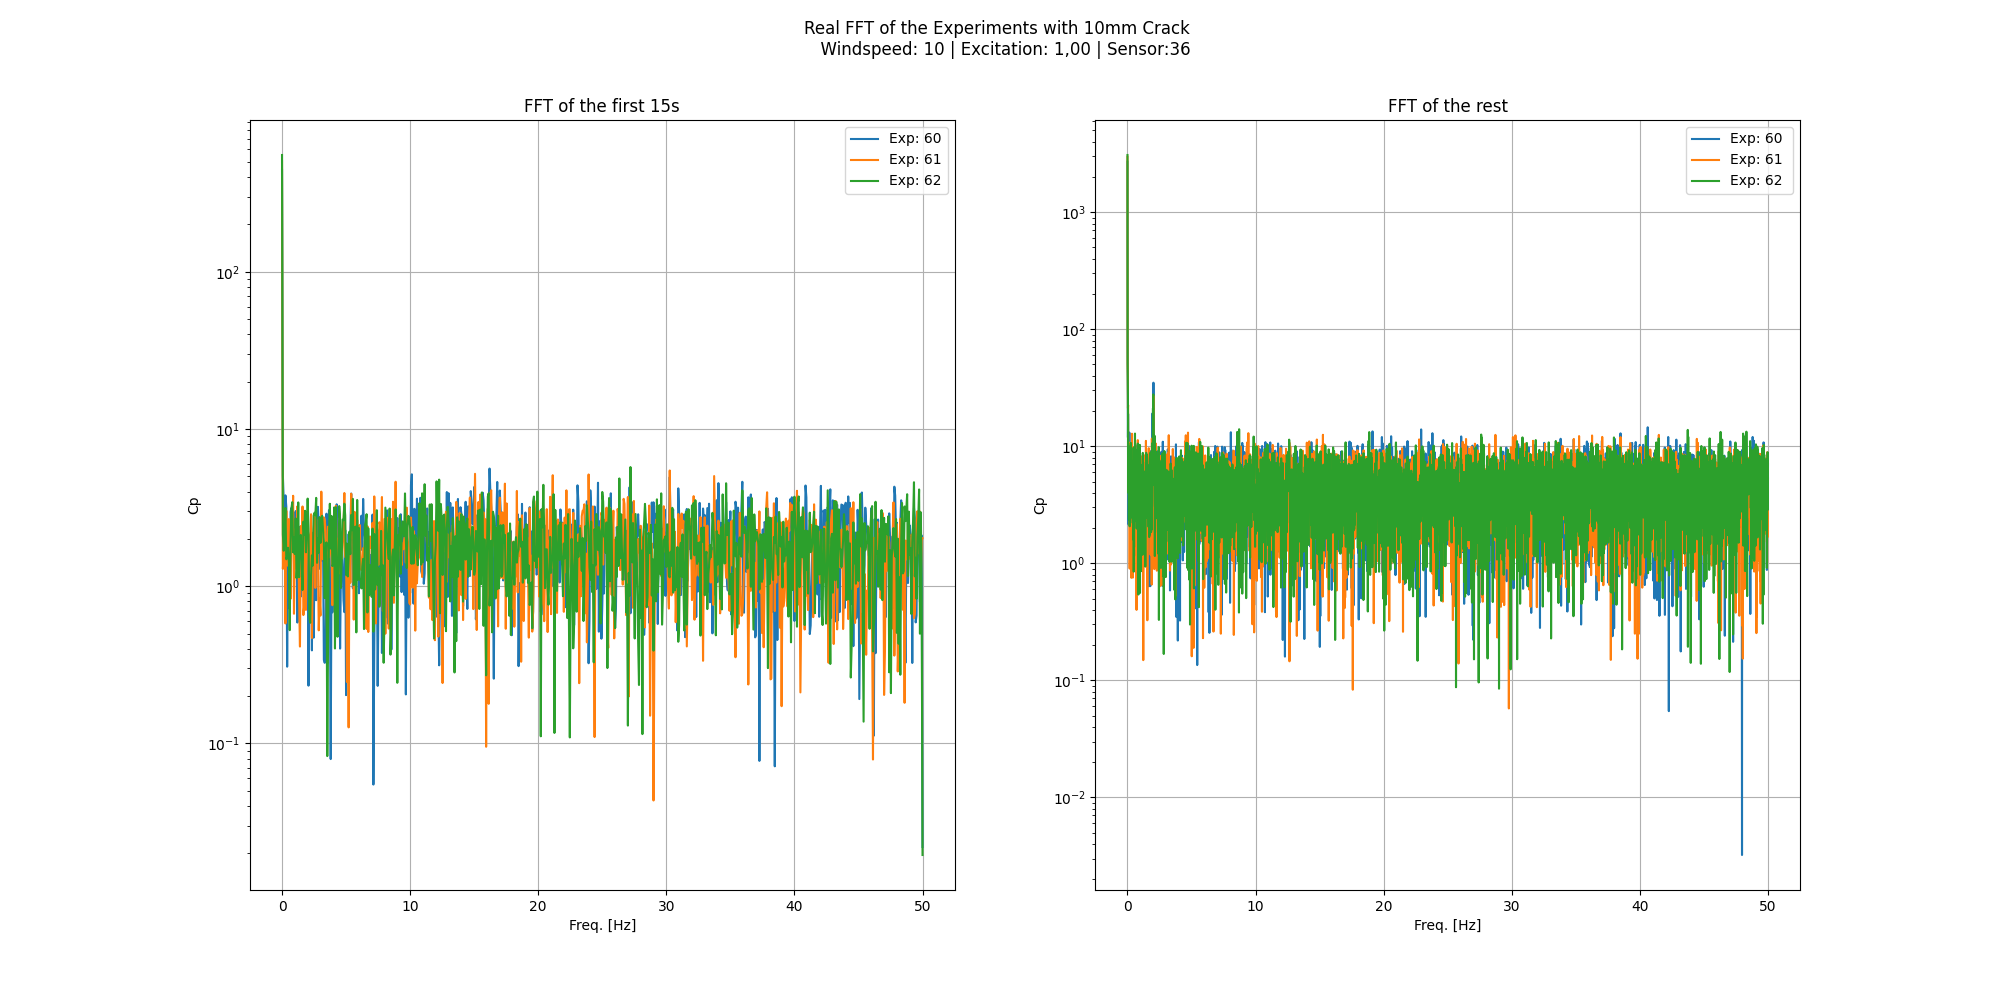 Real FFT of the Experiments with 10mm Crack
Windspeed: 10 | Excitation: 1,00 | Sensor:36
FFT of the first 15s
Exp: 60
Exp: 61
Exp: 62
10²
10¹
10⁰
10⁻¹
Cp
0 10 20 30 40 50
Freq. [Hz]
FFT of the rest
Exp: 60
Exp: 61
Exp: 62
10³
10²
10¹
10⁰
10⁻¹
10⁻²
Cp
0 10 20 30 40 50
Freq. [Hz]